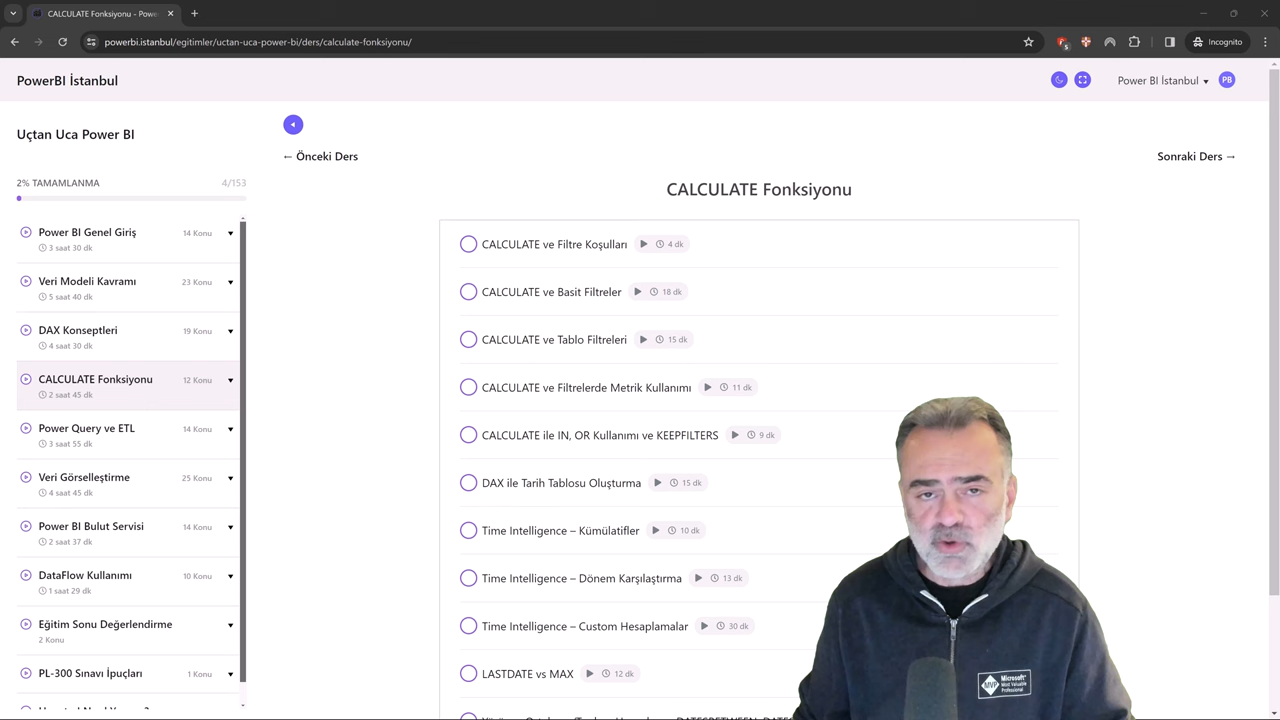 CALCULATE Fonksiyonu - Powe
powerbi.istanbul/egitimler/uctan-uca-power-bi/ders/calculate-fonksiyonu/
Incognito
PowerBI İstanbul
Power BI İstanbul
PB
Uçtan Uca Power BI
2% TAMAMLANMA 4/153
Power BI Genel Giriş 14 Konu
3 saat 30 dk
Veri Modeli Kavramı 23 Konu
5 saat 40 dk
DAX Konseptleri 19 Konu
4 saat 30 dk
CALCULATE Fonksiyonu 12 Konu
2 saat 45 dk
Power Query ve ETL 14 Konu
3 saat 55 dk
Veri Görselleştirme 25 Konu
4 saat 45 dk
Power BI Bulut Servisi 14 Konu
2 saat 37 dk
DataFlow Kullanımı 10 Konu
1 saat 29 dk
Eğitim Sonu Değerlendirme
2 Konu
PL-300 Sınavı İpuçları 1 Konu
← Önceki Ders
Sonraki Ders →
CALCULATE Fonksiyonu
CALCULATE ve Filtre Koşulları 4 dk
CALCULATE ve Basit Filtreler 18 dk
CALCULATE ve Tablo Filtreleri 15 dk
CALCULATE ve Filtrelerde Metrik Kullanımı 11 dk
CALCULATE ile IN, OR Kullanımı ve KEEPFILTERS 9 dk
DAX ile Tarih Tablosu Oluşturma 15 dk
Time Intelligence – Kümülatifler 10 dk
Time Intelligence – Dönem Karşılaştırma 13 dk
Time Intelligence – Custom Hesaplamalar 30 dk
LASTDATE vs MAX 12 dk
MVP
Microsoft
Most Valuable
Professional